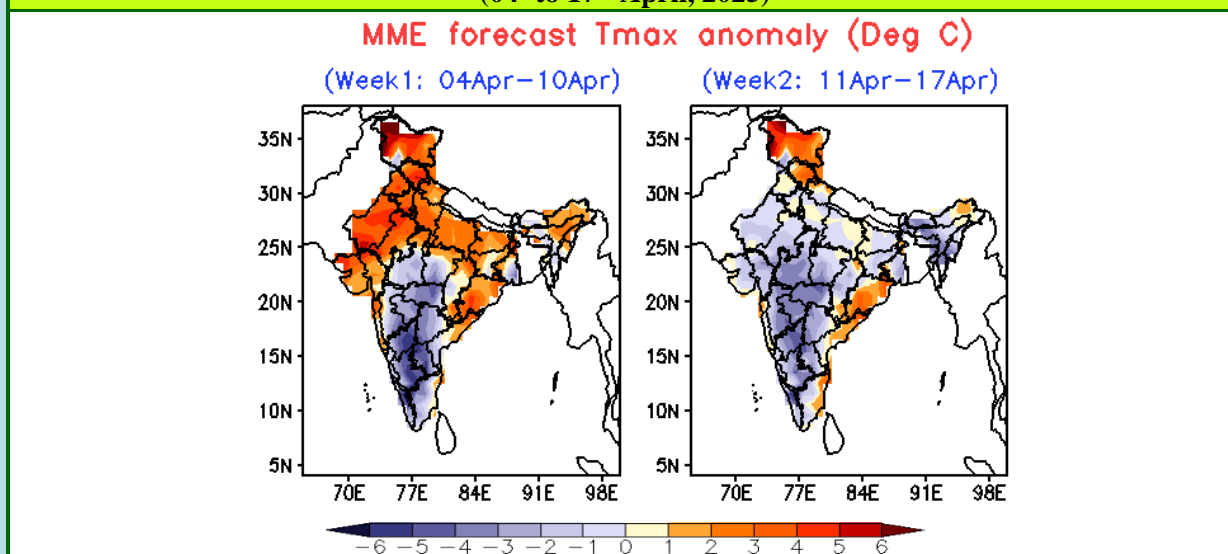 MME forecast Tmax anomaly (Deg C)
(Week1: 04Apr-10Apr) (Week2: 11Apr-17Apr)
35N 35N
30N 30N
25N 25N
20N 20N
15N 15N
10N 10N
5N 5N
70E 77E 84E 91E 98E 70E 77E 84E 91E 98E
-6 -5 -4 -3 -2 -1 0 1 2 3 4 5 6